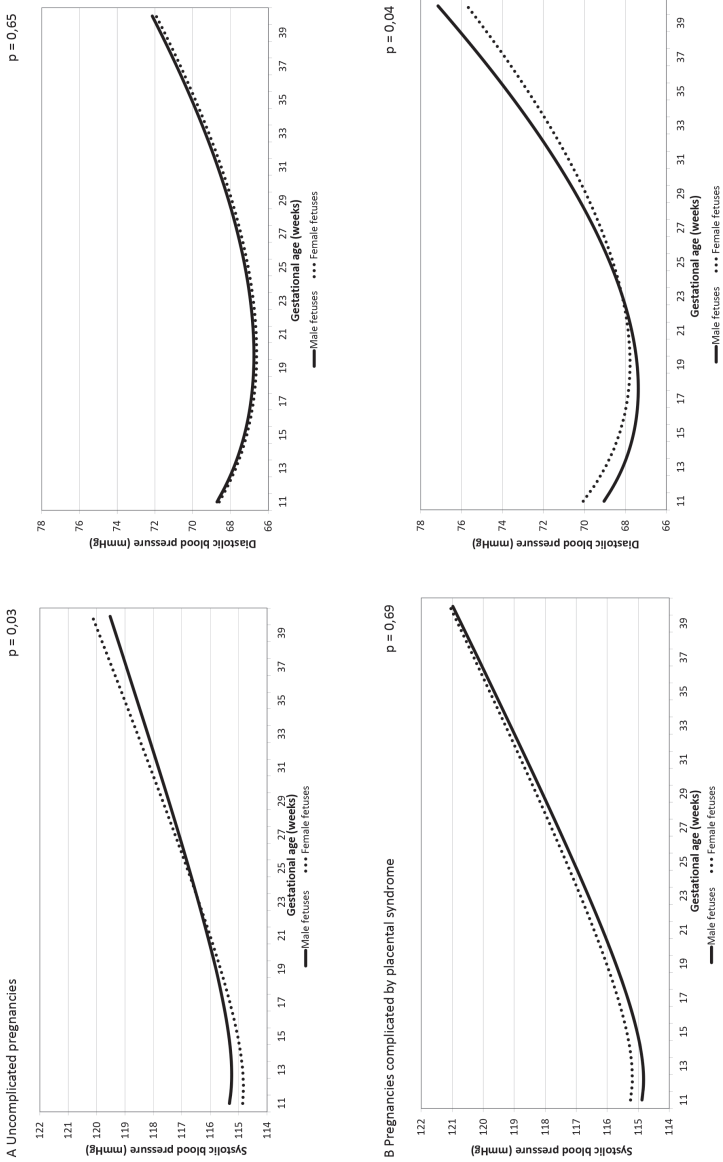 A Uncomplicated pregnancies
p = 0,03
Systolic blood pressure (mmHg)
122
121
120
119
118
117
116
115
114
11 13 15 17 19 21 23 25 27 29 31 33 35 37 39
Gestational age (weeks)
Male fetuses Female fetuses
p = 0,65
Diastolic blood pressure (mmHg)
78
76
74
72
70
68
66
11 13 15 17 19 21 23 25 27 29 31 33 35 37 39
Gestational age (weeks)
Male fetuses Female fetuses
B Pregnancies complicated by placental syndrome
p = 0,69
Systolic blood pressure (mmHg)
122
121
120
119
118
117
116
115
114
11 13 15 17 19 21 23 25 27 29 31 33 35 37 39
Gestational age (weeks)
Male fetuses Female fetuses
p = 0,04
Diastolic blood pressure (mmHg)
78
76
74
72
70
68
66
11 13 15 17 19 21 23 25 27 29 31 33 35 37 39
Gestational age (weeks)
Male fetuses Female fetuses